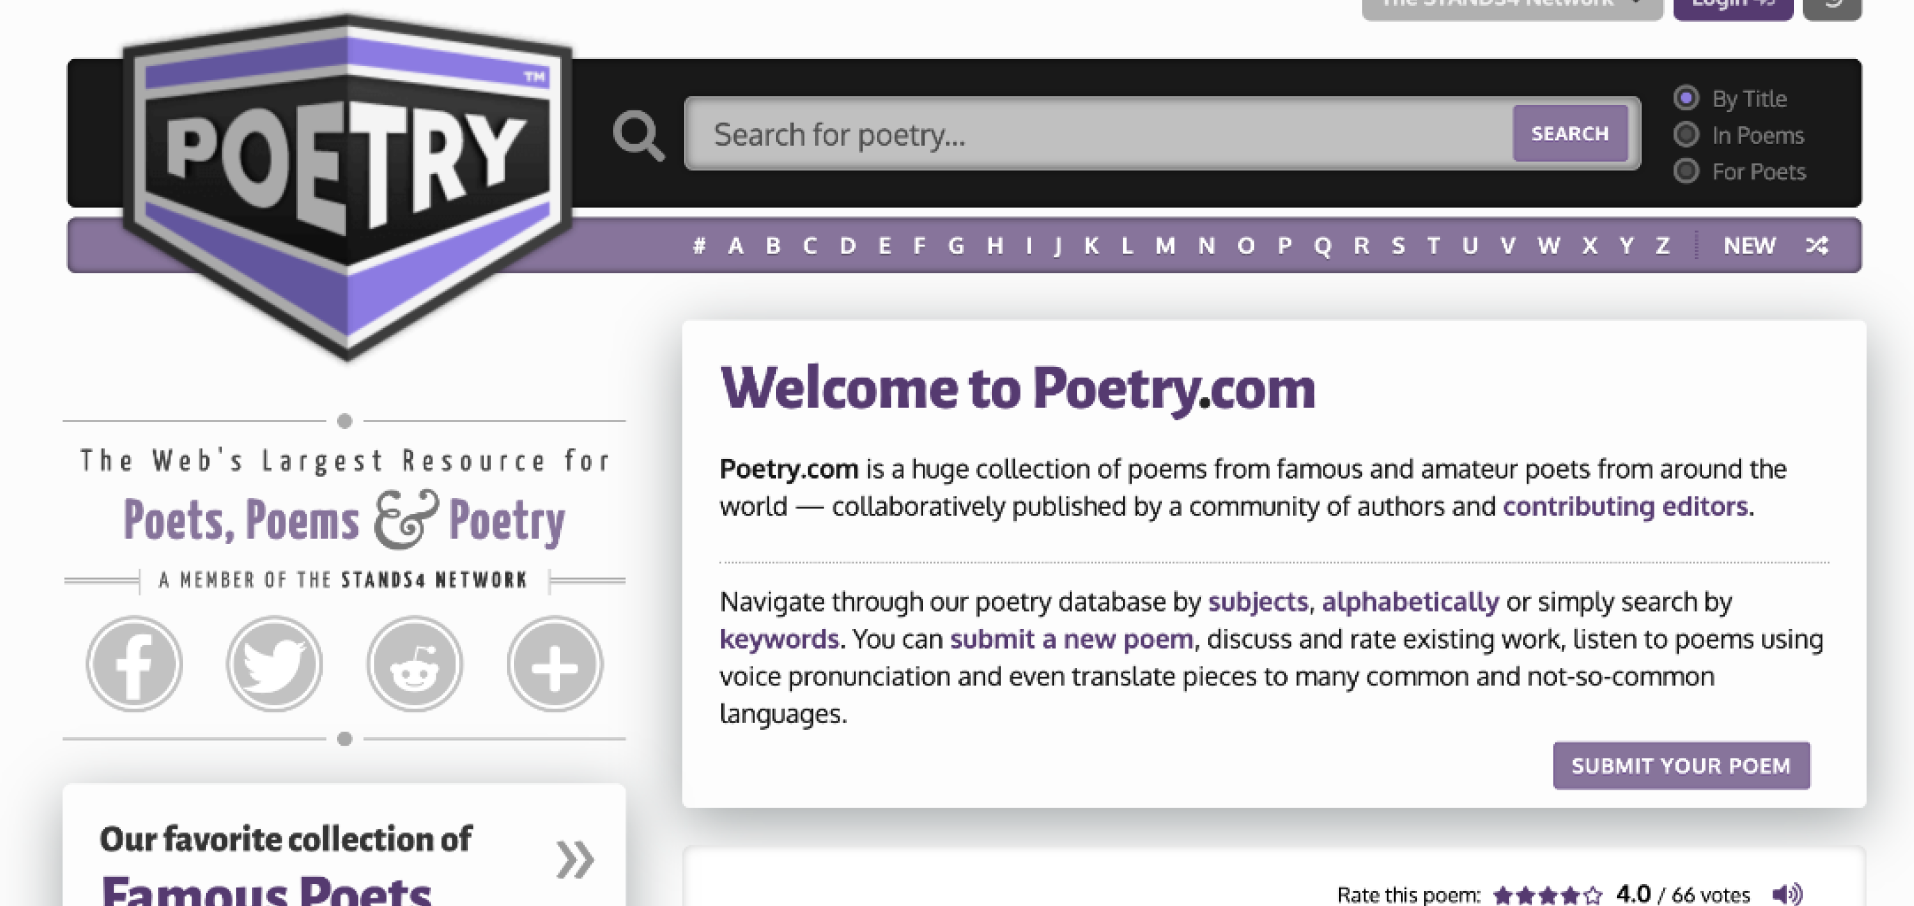 The STANDS4 Network
Login
POETRY™
Search for poetry...
SEARCH
By Title
In Poems
For Poets
# A B C D E F G H I J K L M N O P Q R S T U V W X Y Z NEW
The Web's Largest Resource for
Poets, Poems & Poetry
A MEMBER OF THE STANDS4 NETWORK
Welcome to Poetry.com
Poetry.com is a huge collection of poems from famous and amateur poets from around the
world — collaboratively published by a community of authors and contributing editors.
Navigate through our poetry database by subjects, alphabetically or simply search by
keywords. You can submit a new poem, discuss and rate existing work, listen to poems using
voice pronunciation and even translate pieces to many common and not-so-common
languages.
SUBMIT YOUR POEM
Our favorite collection of
Famous Poets
Rate this poem: 4.0 / 66 votes